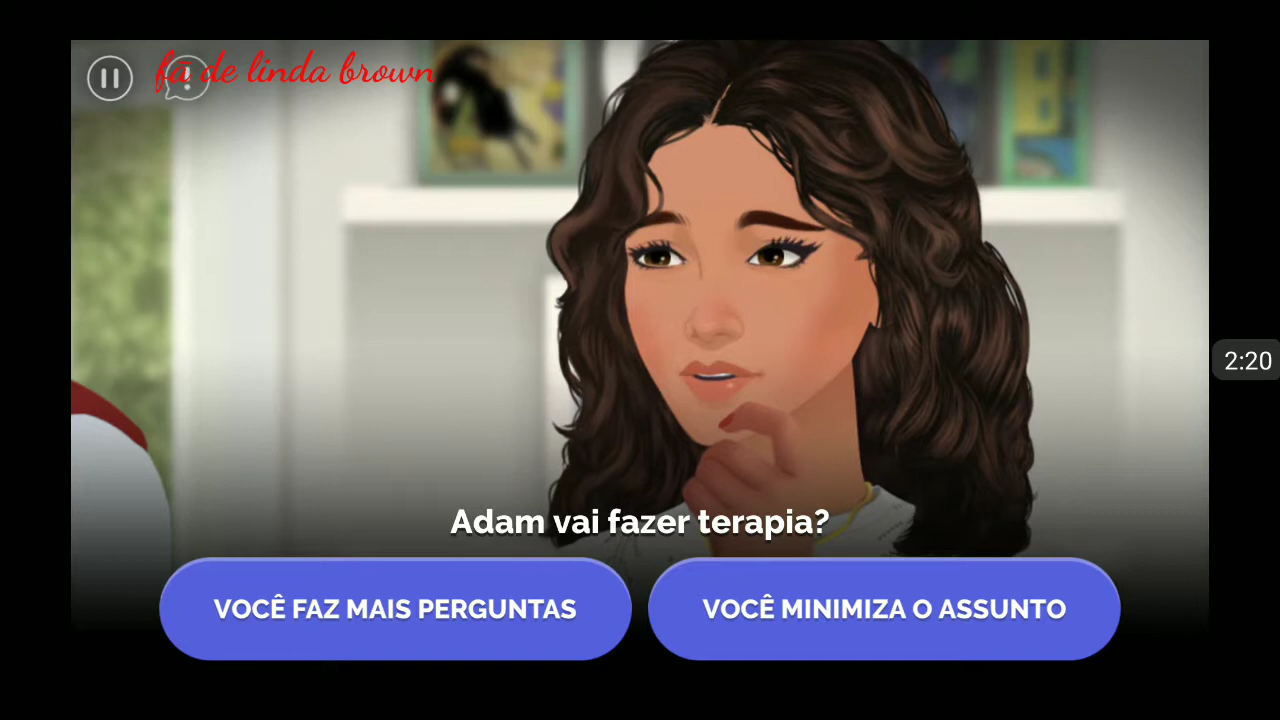 fã de linda brown
2:20
Adam vai fazer terapia?
VOCÊ FAZ MAIS PERGUNTAS
VOCÊ MINIMIZA O ASSUNTO